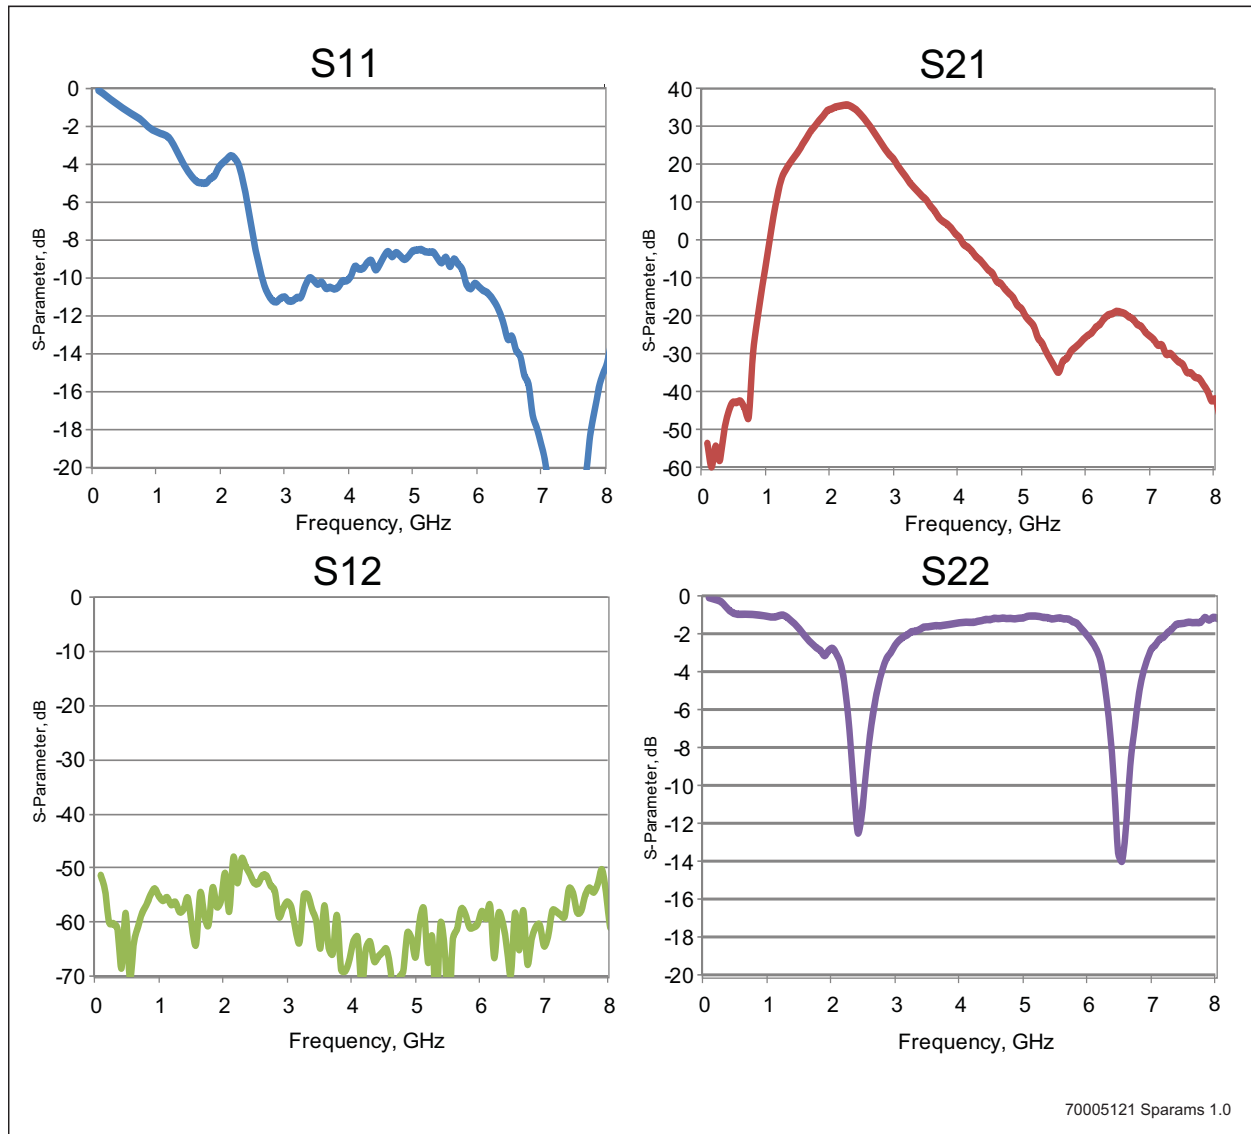 S11
0
-2
-4
-6
-8
-10
-12
-14
-16
-18
-20
S-Parameter, dB
0 1 2 3 4 5 6 7 8
Frequency, GHz
S21
40
30
20
10
0
-10
-20
-30
-40
-50
-60
S-Parameter, dB
0 1 2 3 4 5 6 7 8
Frequency, GHz
S12
0
-10
-20
-30
-40
-50
-60
-70
S-Parameter, dB
0 1 2 3 4 5 6 7 8
Frequency, GHz
S22
0
-2
-4
-6
-8
-10
-12
-14
-16
-18
-20
S-Parameter, dB
0 1 2 3 4 5 6 7 8
Frequency, GHz
70005121 Sparams 1.0